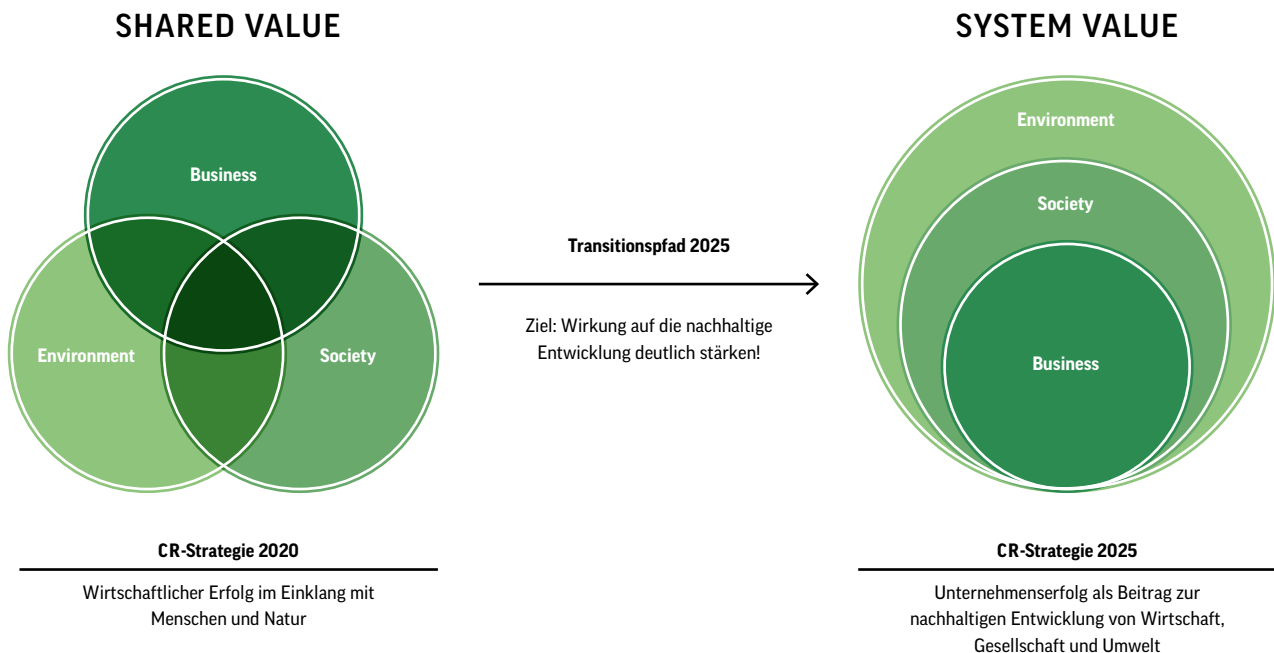 SHARED VALUE
Business
Environment
Society
CR-Strategie 2020
Wirtschaftlicher Erfolg im Einklang mit
Menschen und Natur
Transitionspfad 2025
Ziel: Wirkung auf die nachhaltige
Entwicklung deutlich stärken!
SYSTEM VALUE
Environment
Society
Business
CR-Strategie 2025
Unternehmenserfolg als Beitrag zur
nachhaltigen Entwicklung von Wirtschaft,
Gesellschaft und Umwelt